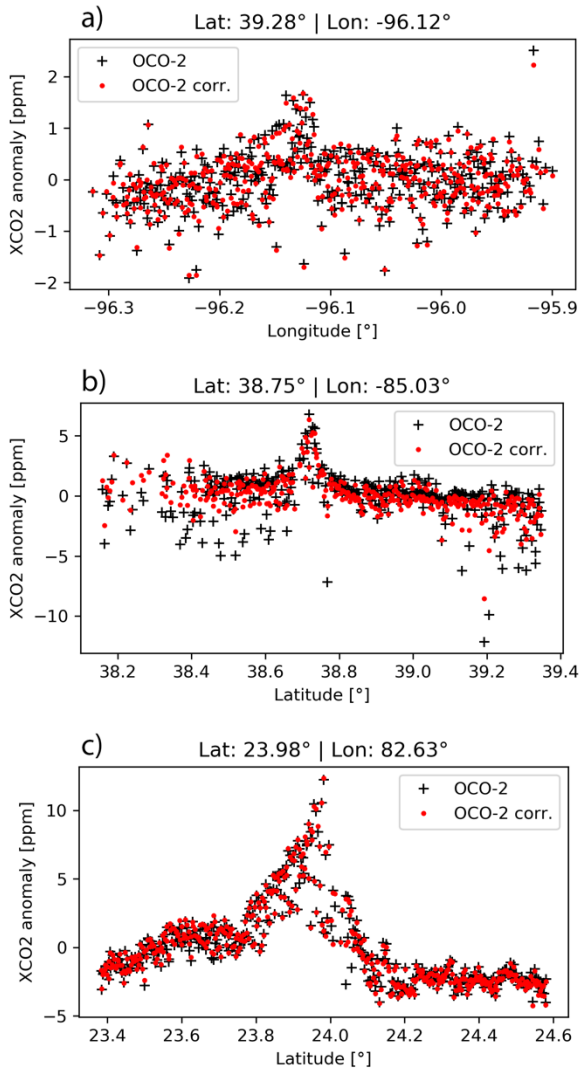 a)
Lat: 39.28° | Lon: -96.12°
OCO-2
OCO-2 corr.
XCO2 anomaly [ppm]
2
1
0
−1
−2
−96.3 −96.2 −96.1 −96.0 −95.9
Longitude [°]
b)
Lat: 38.75° | Lon: -85.03°
OCO-2
OCO-2 corr.
XCO2 anomaly [ppm]
5
0
−5
−10
38.2 38.4 38.6 38.8 39.0 39.2 39.4
Latitude [°]
c)
Lat: 23.98° | Lon: 82.63°
OCO-2
OCO-2 corr.
XCO2 anomaly [ppm]
10
5
0
−5
23.4 23.6 23.8 24.0 24.2 24.4 24.6
Latitude [°]